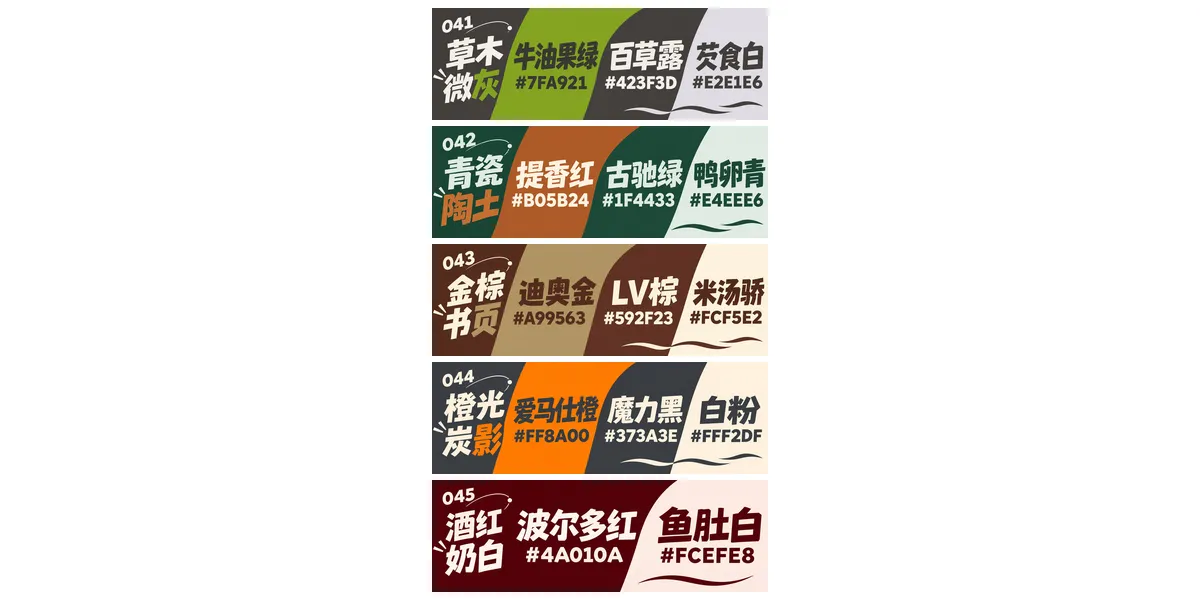 041
草木
微灰
牛油果绿
#7FA921
百草露
#423F3D
芡食白
#E2E1E6
042
青瓷
陶土
提香红
#B05B24
古驰绿
#1F4433
鸭卵青
#E4EEE6
043
金棕
书页
迪奥金
#A99563
LV棕
#592F23
米汤骄
#FCF5E2
044
橙光
炭影
爱马仕橙
#FF8A00
魔力黑
#373A3E
白粉
#FFF2DF
045
酒红
奶白
波尔多红
#4A010A
鱼肚白
#FCEFE8